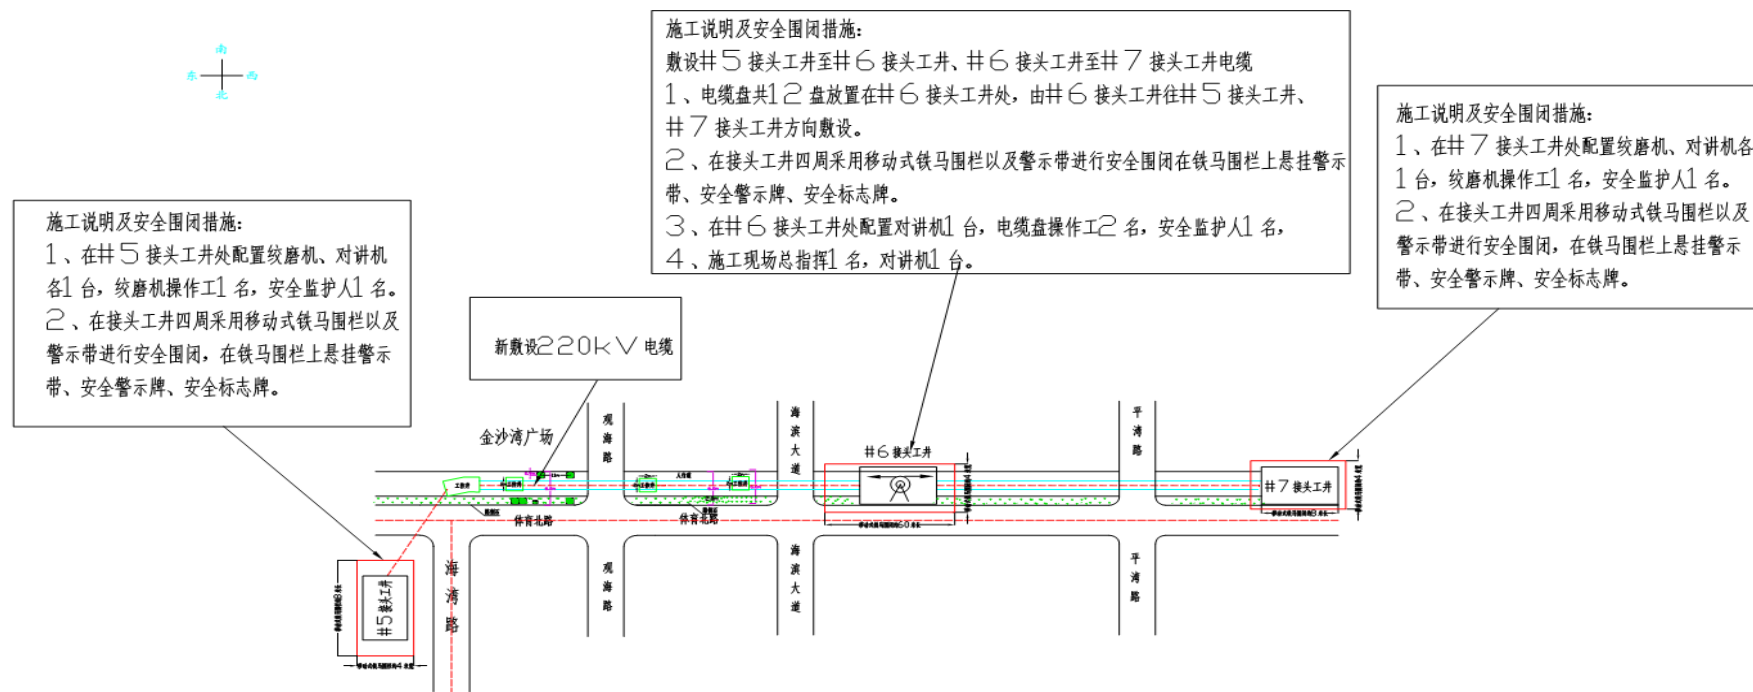 南
东
西
北
施工说明及安全围闭措施:
敷设#5接头工井至#6接头工井、#6接头工井至#7接头工井电缆
1、电缆盘共12盘放置在#6接头工井处, 由#6接头工井往#5接头工井、
#7接头工井方向敷设。
2、在接头工井四周采用移动式铁马围栏以及警示带进行安全围闭在铁马围栏上悬挂警示
带、安全警示牌、安全标志牌。
3、在#6接头工井处配置对讲机1台, 电缆盘操作工2名, 安全监护人1名,
4、施工现场总指挥1名, 对讲机1台。
施工说明及安全围闭措施:
1、在#7接头工井处配置绞磨机、对讲机各
1台, 绞磨机操作工1名, 安全监护人1名。
2、在接头工井四周采用移动式铁马围栏以及
警示带进行安全围闭, 在铁马围栏上悬挂警示
带、安全警示牌、安全标志牌。
施工说明及安全围闭措施:
1、在#5接头工井处配置绞磨机、对讲机
各1台, 绞磨机操作工1名, 安全监护人1名。
2、在接头工井四周采用移动式铁马围栏以及
警示带进行安全围闭, 在铁马围栏上悬挂警示
带、安全警示牌、安全标志牌。
新敷设220kV电缆
金沙湾广场
观海路
海滨大道
平湾路
#6接头工井
人行道
工作井
工作井
工作井
工作井
#7接头工井
体育北路
体育北路
#5接头工井
海湾路
观海路
海滨大道
平湾路